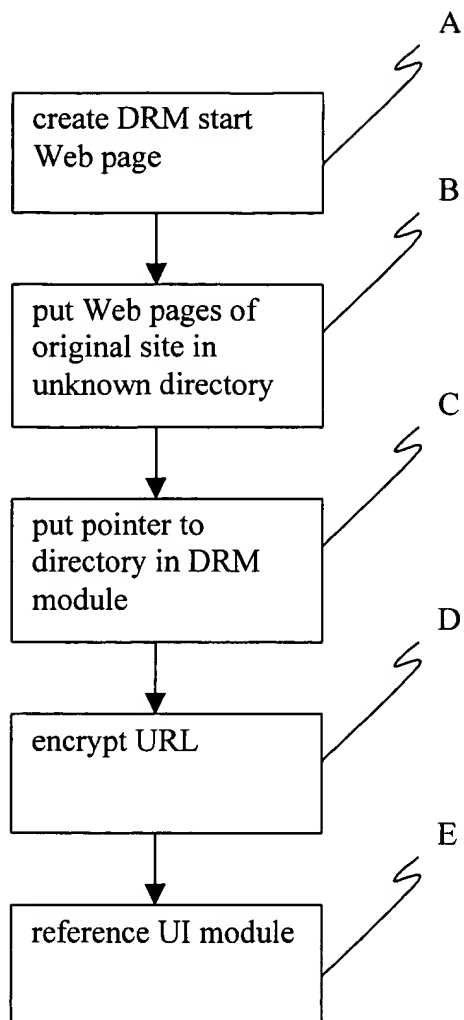 A
create DRM start
Web page
B
put Web pages of
original site in
unknown directory
C
put pointer to
directory in DRM
module
D
encrypt URL
E
reference UI module